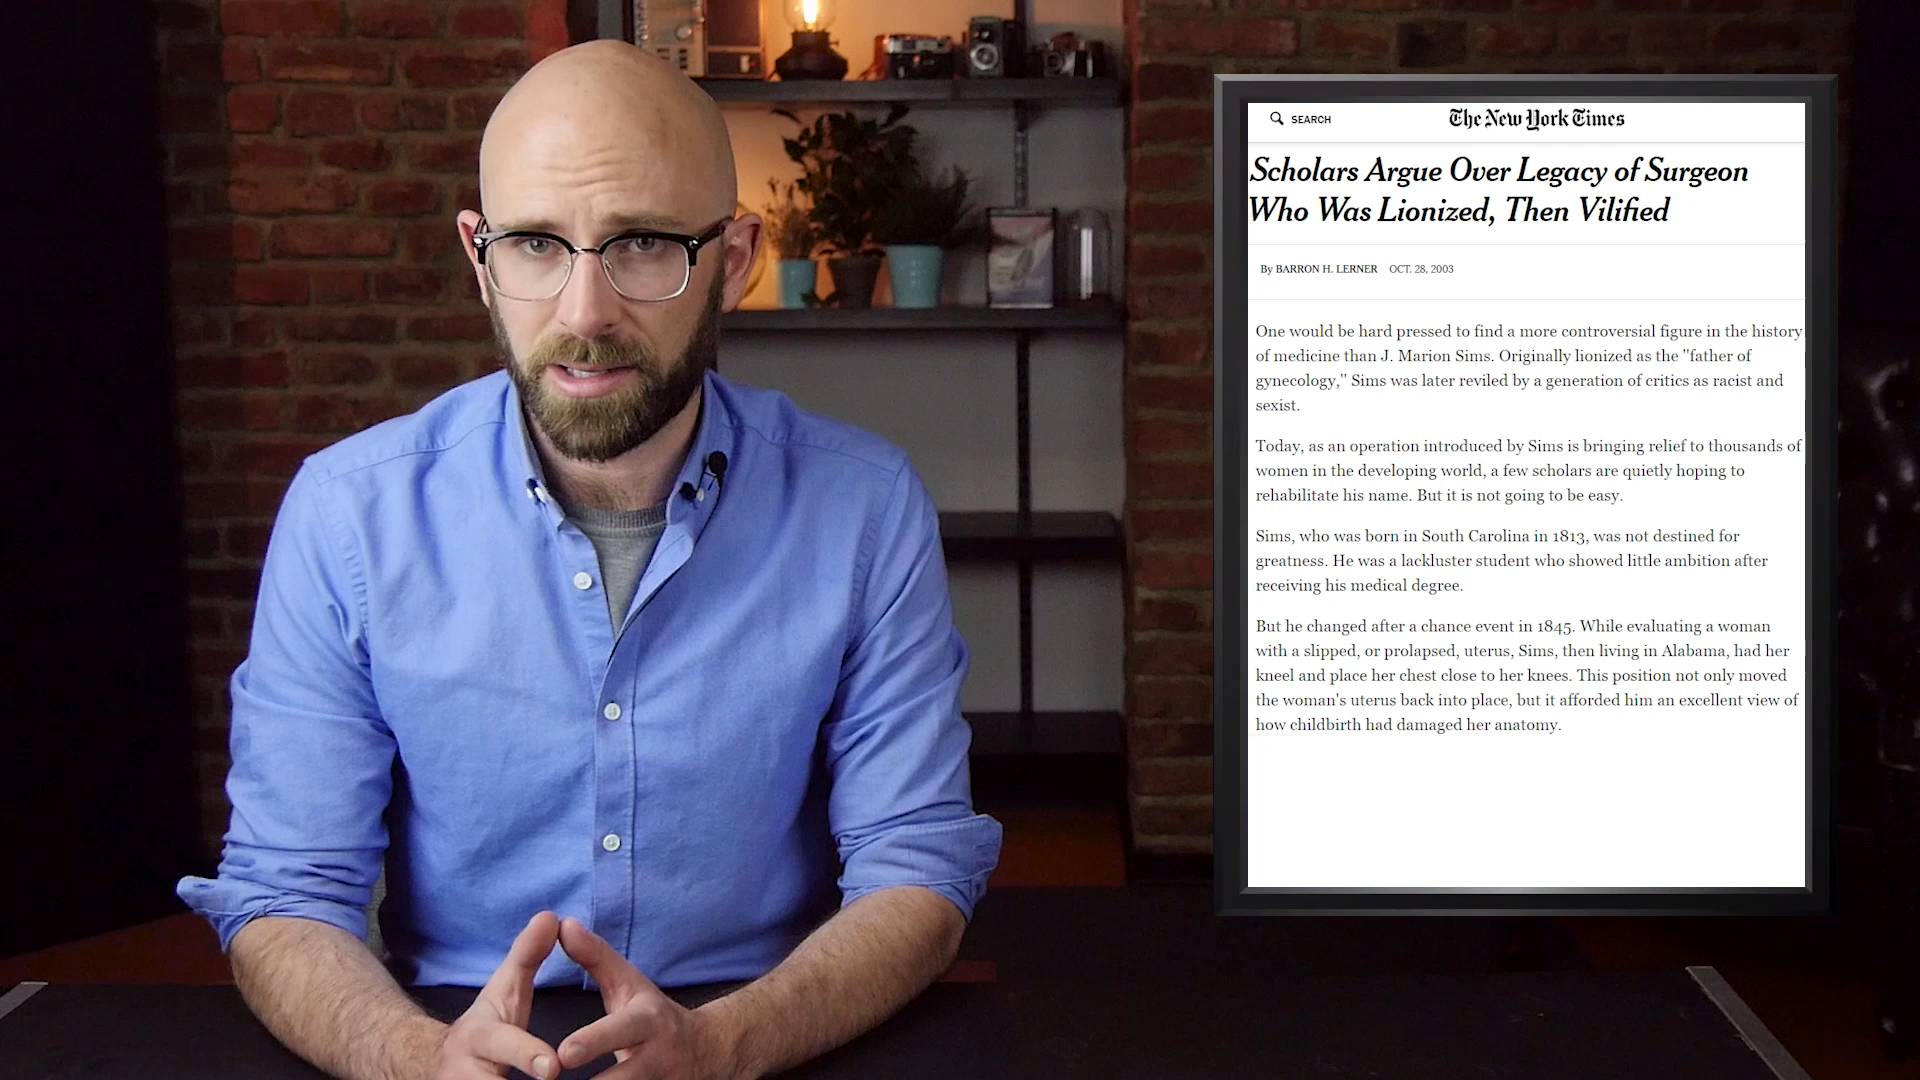 SEARCH
The New York Times
Scholars Argue Over Legacy of Surgeon
Who Was Lionized, Then Vilified
By BARRON H. LERNER OCT. 28, 2003
One would be hard pressed to find a more controversial figure in the history
of medicine than J. Marion Sims. Originally lionized as the "father of
gynecology," Sims was later reviled by a generation of critics as racist and
sexist.
Today, as an operation introduced by Sims is bringing relief to thousands of
women in the developing world, a few scholars are quietly hoping to
rehabilitate his name. But it is not going to be easy.
Sims, who was born in South Carolina in 1813, was not destined for
greatness. He was a lackluster student who showed little ambition after
receiving his medical degree.
But he changed after a chance event in 1845. While evaluating a woman
with a slipped, or prolapsed, uterus, Sims, then living in Alabama, had her
kneel and place her chest close to her knees. This position not only moved
the woman's uterus back into place, but it afforded him an excellent view of
how childbirth had damaged her anatomy.